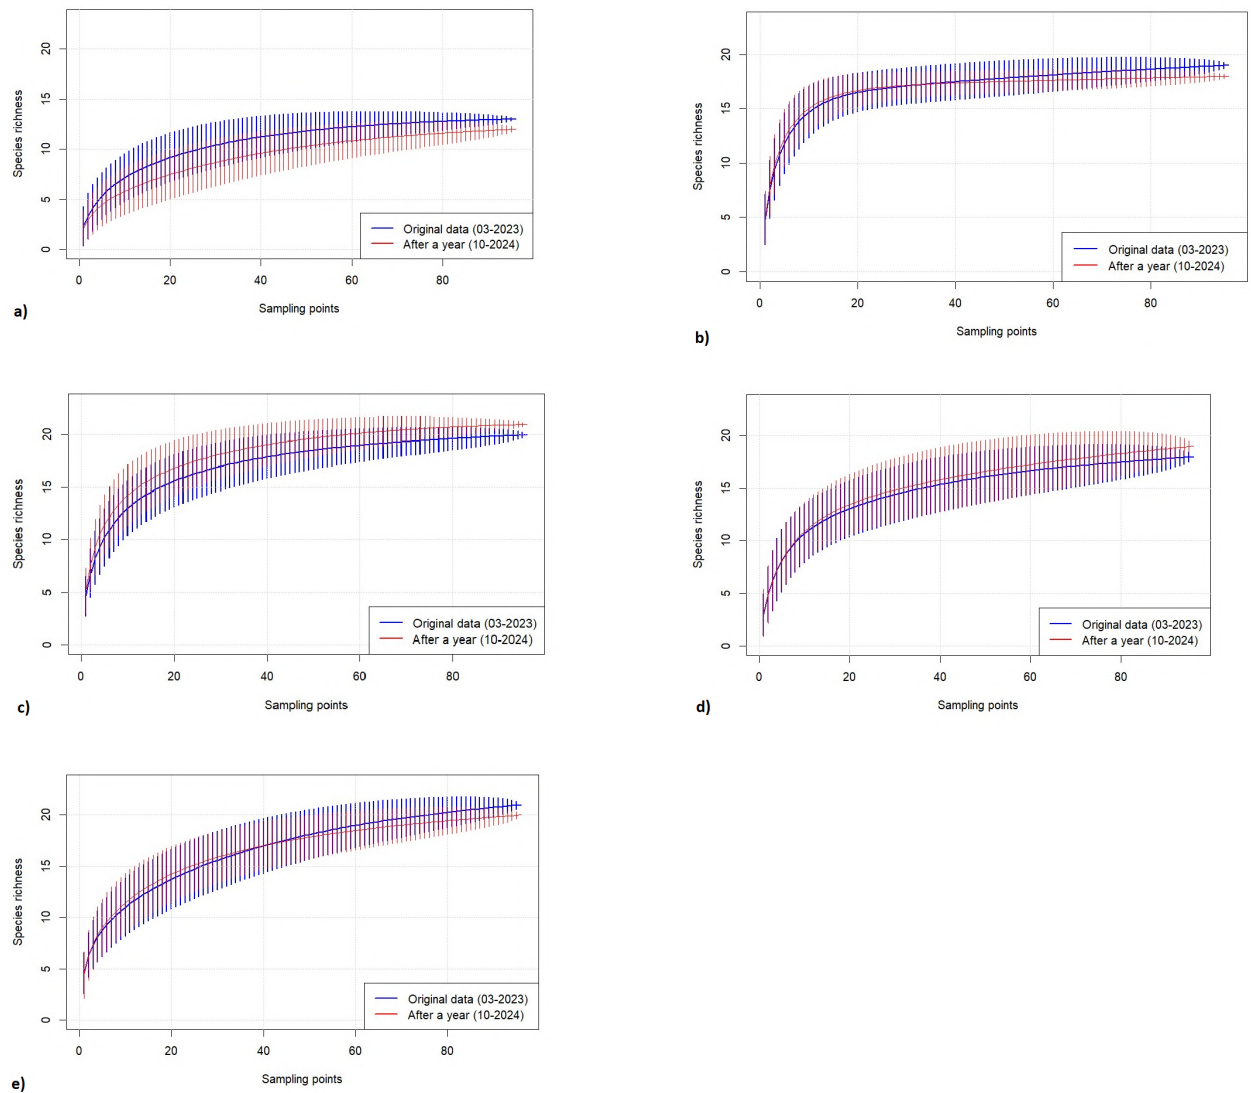 20
15
10
5
0
Species richness
Original data (03-2023)
After a year (10-2024)
0 20 40 60 80
Sampling points
a)
20
15
10
5
0
Species richness
Original data (03-2023)
After a year (10-2024)
0 20 40 60 80
Sampling points
b)
20
15
10
5
0
Species richness
Original data (03-2023)
After a year (10-2024)
0 20 40 60 80
Sampling points
c)
20
15
10
5
0
Species richness
Original data (03-2023)
After a year (10-2024)
0 20 40 60 80
Sampling points
d)
20
15
10
5
0
Species richness
Original data (03-2023)
After a year (10-2024)
0 20 40 60 80
Sampling points
e)